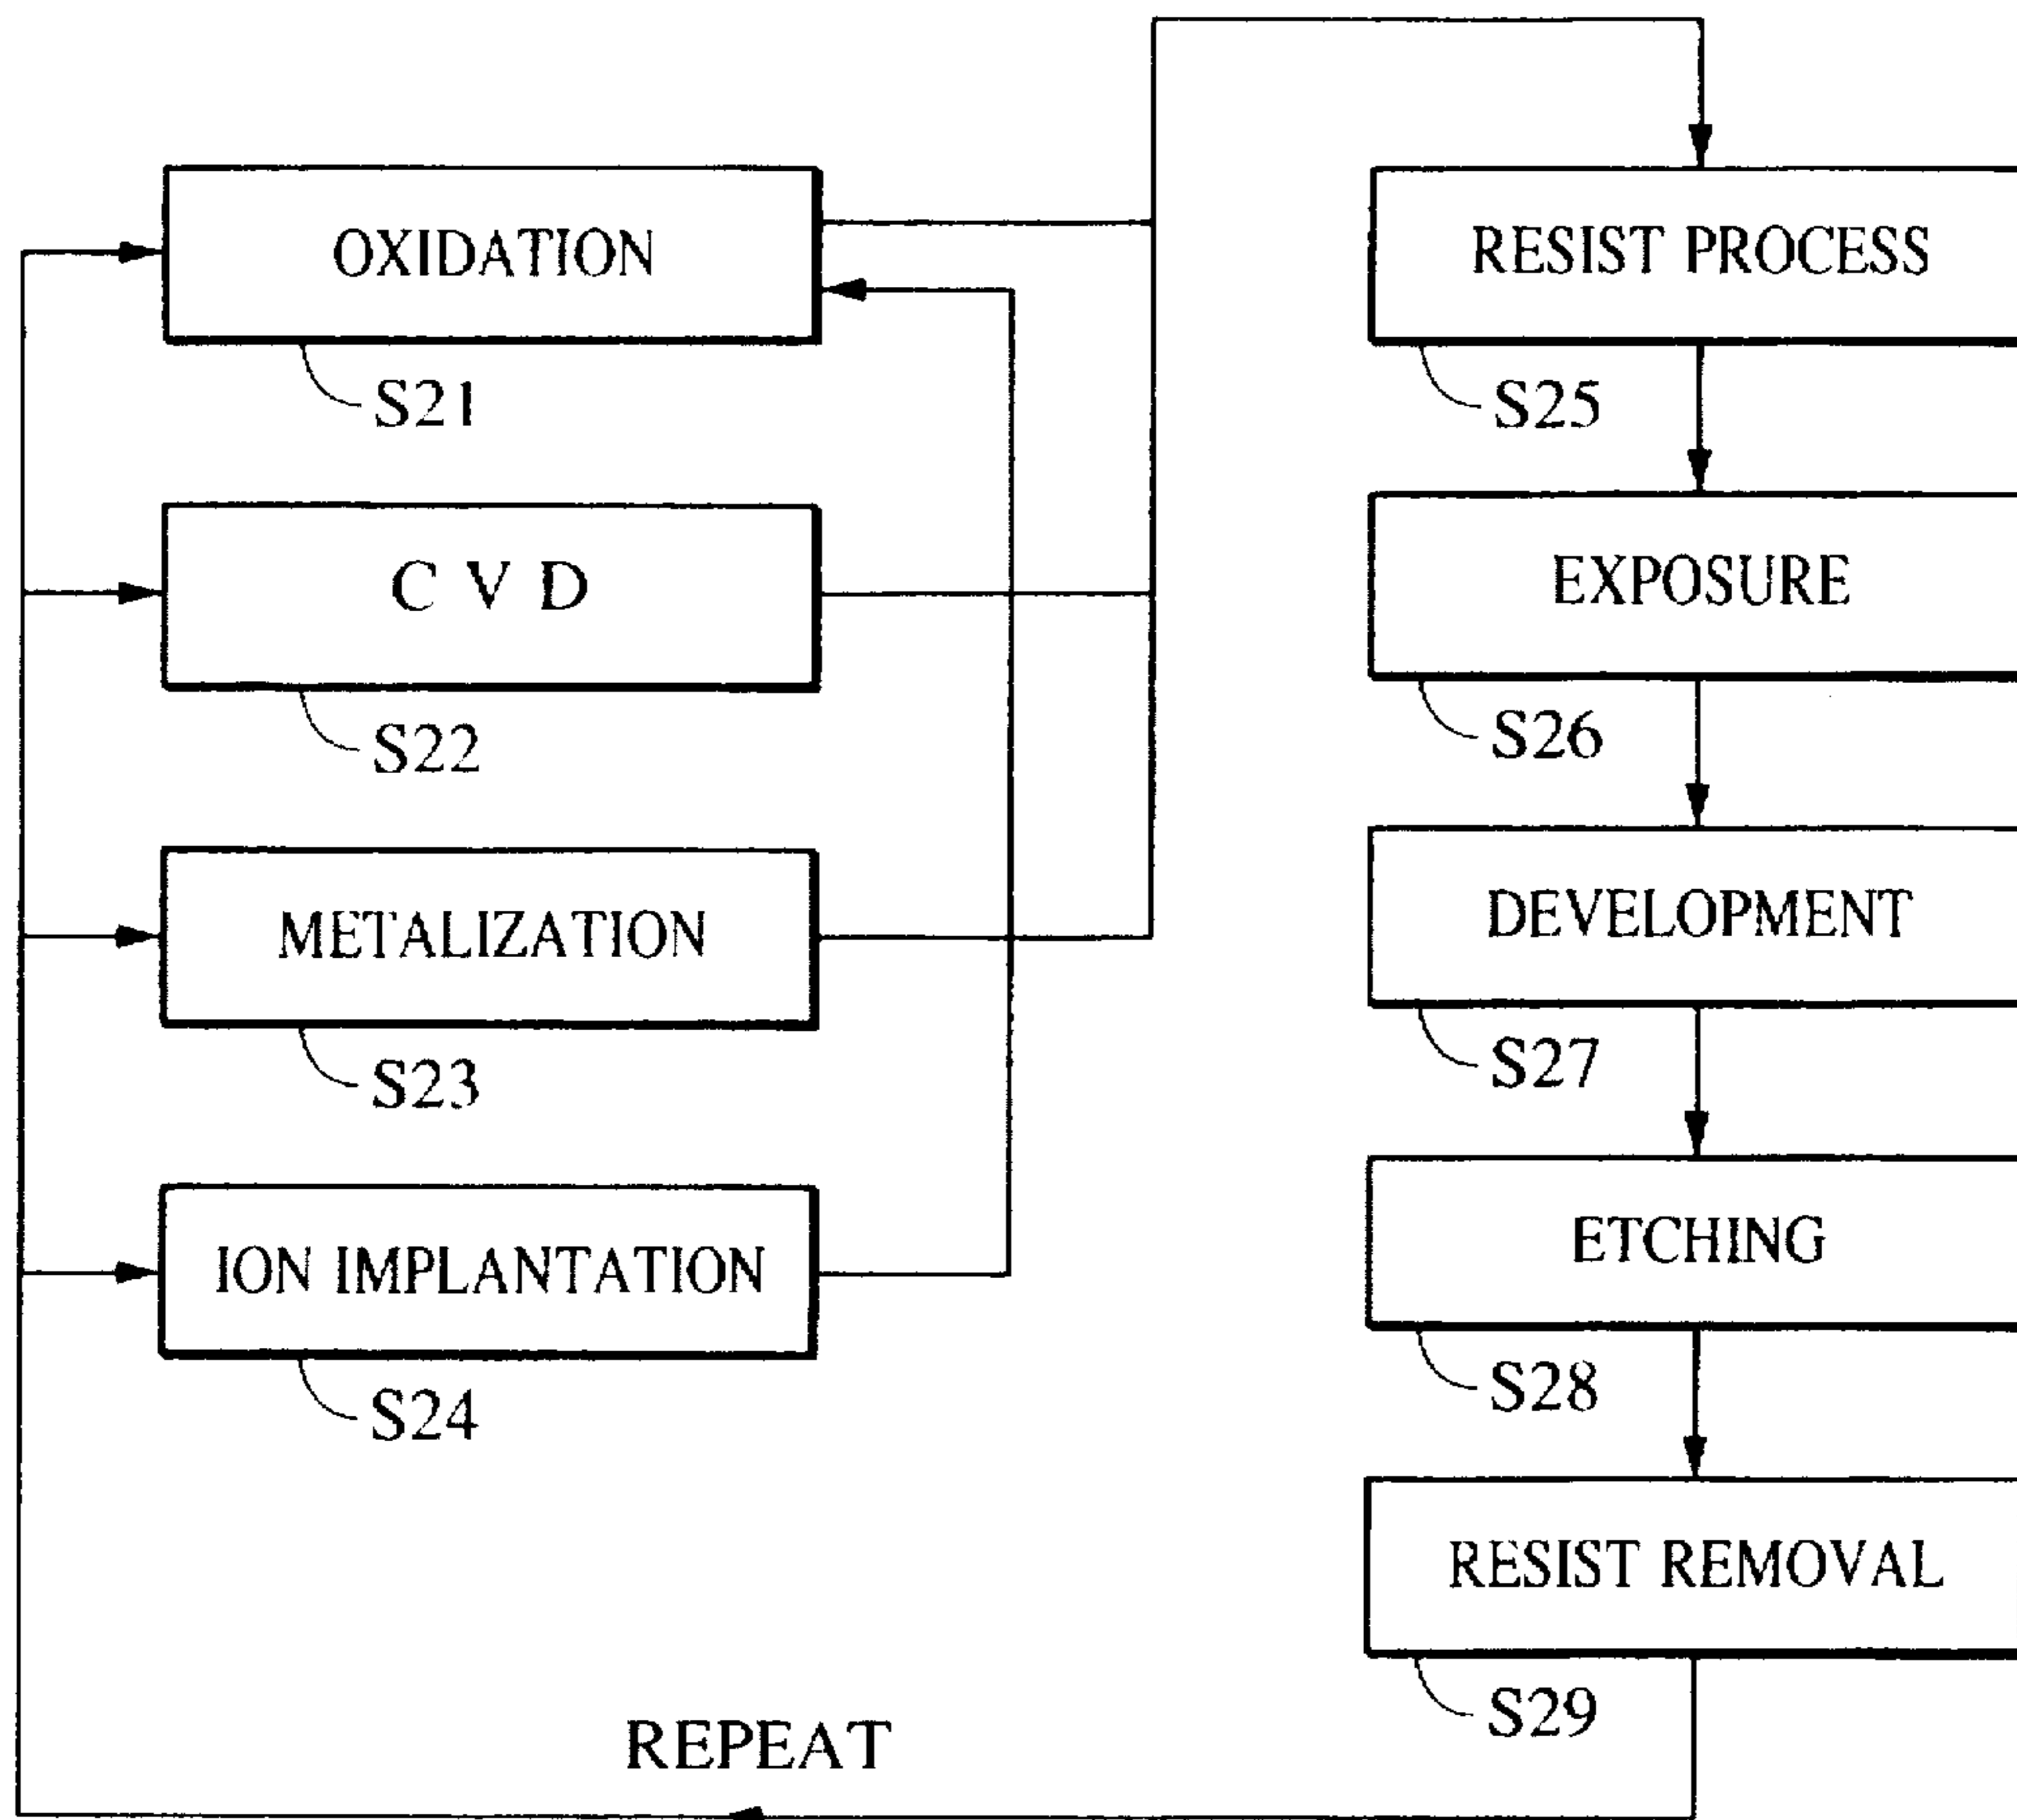 OXIDATION
S21
C V D
S22
METALIZATION
S23
ION IMPLANTATION
S24
RESIST PROCESS
S25
EXPOSURE
S26
DEVELOPMENT
S27
ETCHING
S28
RESIST REMOVAL
S29
REPEAT